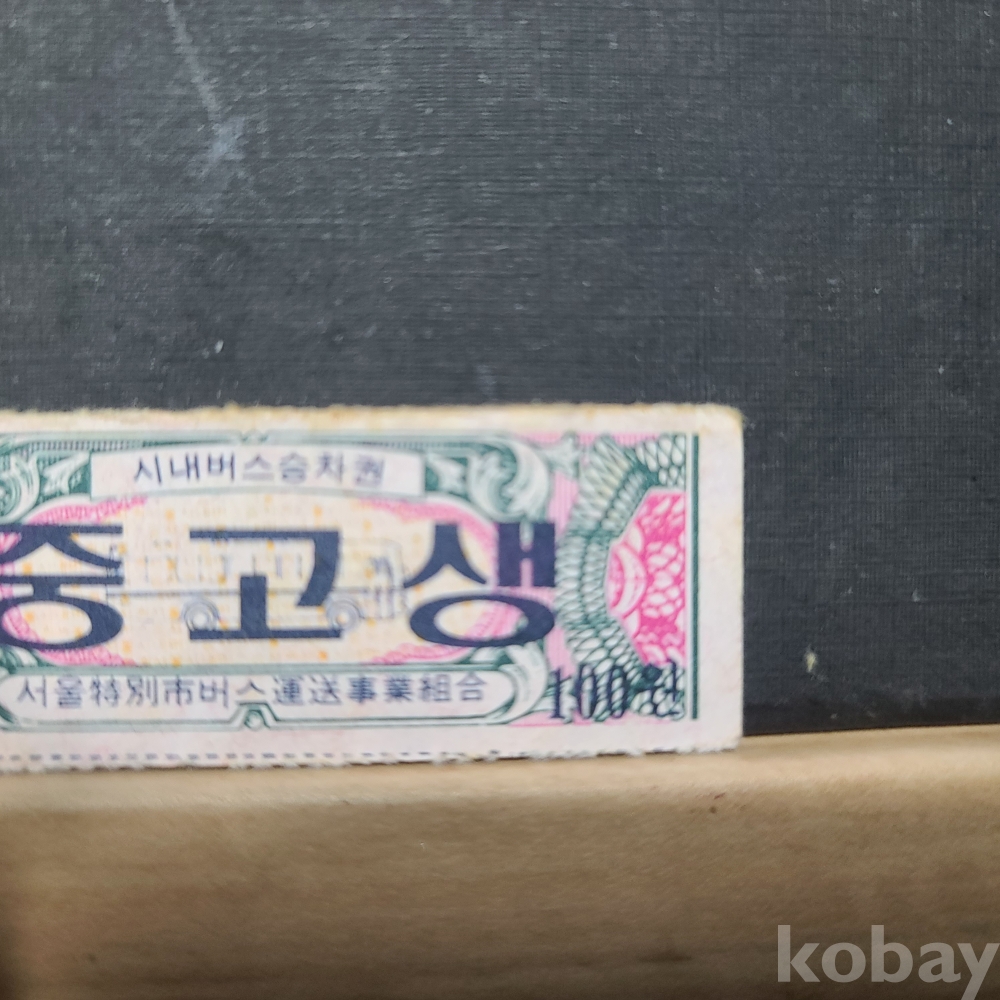 시내버스승차권
중고생
서울特別市버스運送事業組合
100원
kobay